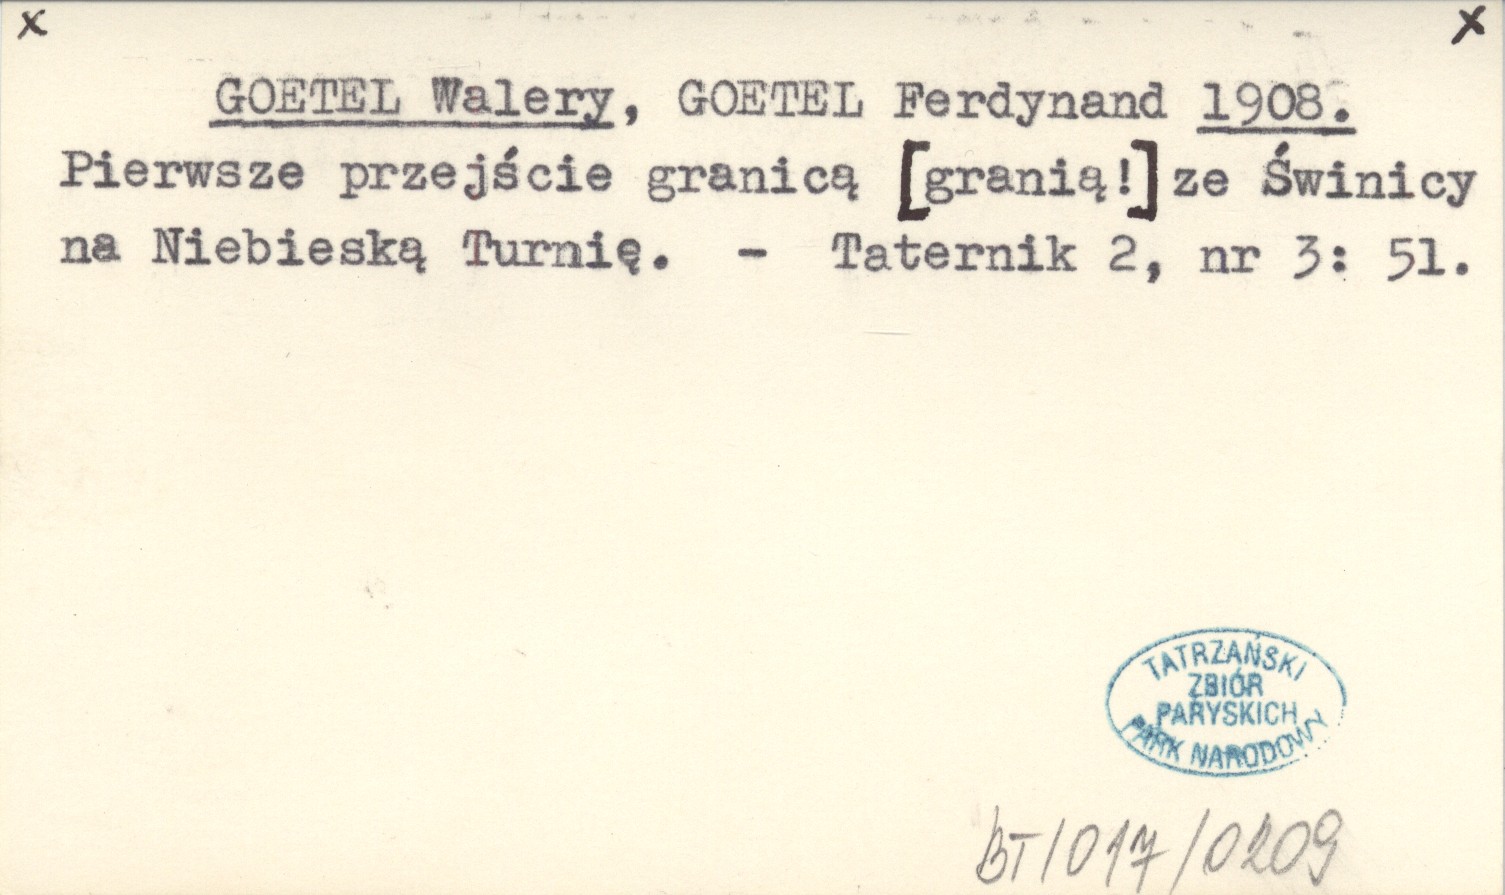 x x
GOETEL Walery, GOETEL Ferdynand 1908.
Pierwsze przejście granicą [granią!] ze Świnicy
na Niebieską Turnię. - Taternik 2, nr 3: 51.
TATRZAŃSKI
ZBIÓR
PARYSKICH
PARK NARODOWY
BT/017/0209